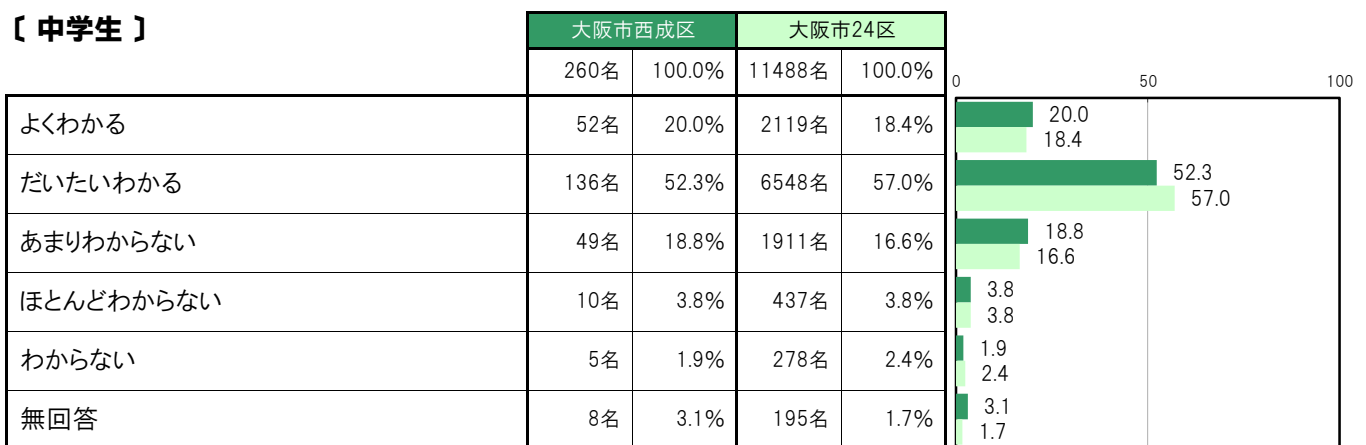 〔 中学生 〕
大阪市西成区 大阪市24区
260名 100.0% 11488名 100.0%
0 50 100
よくわかる 52名 20.0% 2119名 18.4%
20.0
18.4
だいたいわかる 136名 52.3% 6548名 57.0%
52.3
57.0
あまりわからない 49名 18.8% 1911名 16.6%
18.8
16.6
ほとんどわからない 10名 3.8% 437名 3.8%
3.8
3.8
わからない 5名 1.9% 278名 2.4%
1.9
2.4
無回答 8名 3.1% 195名 1.7%
3.1
1.7